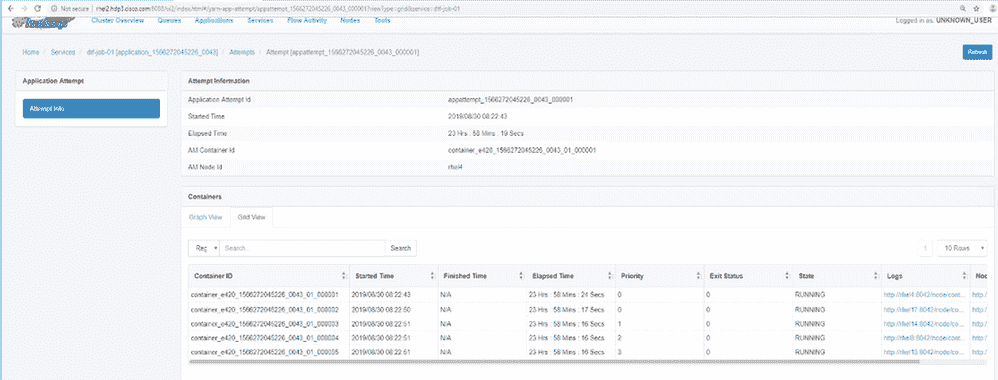 Not secure | rhel2.hdp3.cisco.com:8088/ui2/index.html#/yarn-app-attempt/appattempt_1566272045226_0043_000001?viewType=grid&service=dtf-job-01
Cluster Overview Queues Applications Services Flow Activity Nodes Tools
Logged in as: UNKNOWN_USER
Home / Services / dtf-job-01 [application_1566272045226_0043] / Attempts / Attempt [appattempt_1566272045226_0043_000001]
Refresh
Application Attempt
Attempt Info
Attempt Information
Application Attempt Id appattempt_1566272045226_0043_000001
Started Time 2019/08/30 08:22:43
Elapsed Time 23 Hrs : 58 Mins : 19 Secs
AM Container Id container_e420_1566272045226_0043_01_000001
AM Node Id rhel4
Containers
Graph View Grid View
Reg Search... Search 1 10 Rows
Container ID Started Time Finished Time Elapsed Time Priority Exit Status State Logs Nod
container_e420_1566272045226_0043_01_000001 2019/08/30 08:22:43 N/A 23 Hrs : 58 Mins : 24 Secs 0 0 RUNNING http://rhel4:8042/node/cont... http:/
container_e420_1566272045226_0043_01_000002 2019/08/30 08:22:50 N/A 23 Hrs : 58 Mins : 17 Secs 0 0 RUNNING http://rhel17:8042/node/co... http:/
container_e420_1566272045226_0043_01_000003 2019/08/30 08:22:51 N/A 23 Hrs : 58 Mins : 16 Secs 1 0 RUNNING http://rhel14:8042/node/co... http:/
container_e420_1566272045226_0043_01_000004 2019/08/30 08:22:51 N/A 23 Hrs : 58 Mins : 16 Secs 2 0 RUNNING http://rhel8:8042/node/cont... http:/
container_e420_1566272045226_0043_01_000005 2019/08/30 08:22:51 N/A 23 Hrs : 58 Mins : 16 Secs 3 0 RUNNING http://rhel13:8042/node/co... http:/